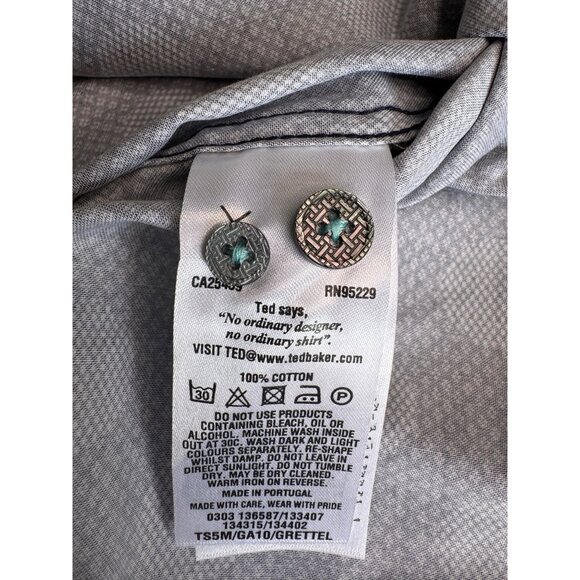 CA25459 RN95229
Ted says,
"No ordinary designer,
no ordinary shirt".
VISIT TED@www.tedbaker.com
100% COTTON
30 P
DO NOT USE PRODUCTS
CONTAINING BLEACH, OIL OR
ALCOHOL. MACHINE WASH INSIDE
OUT AT 30C. WASH DARK AND LIGHT
COLOURS SEPARATELY. RE-SHAPE
WHILST DAMP. DO NOT LEAVE IN
DIRECT SUNLIGHT. DO NOT TUMBLE
DRY. MAY BE DRY CLEANED.
WARM IRON ON REVERSE.
MADE IN PORTUGAL
MADE WITH CARE, WEAR WITH PRIDE
0303 136587/133407
134315/134402
TS5M/GA10/GRETTEL